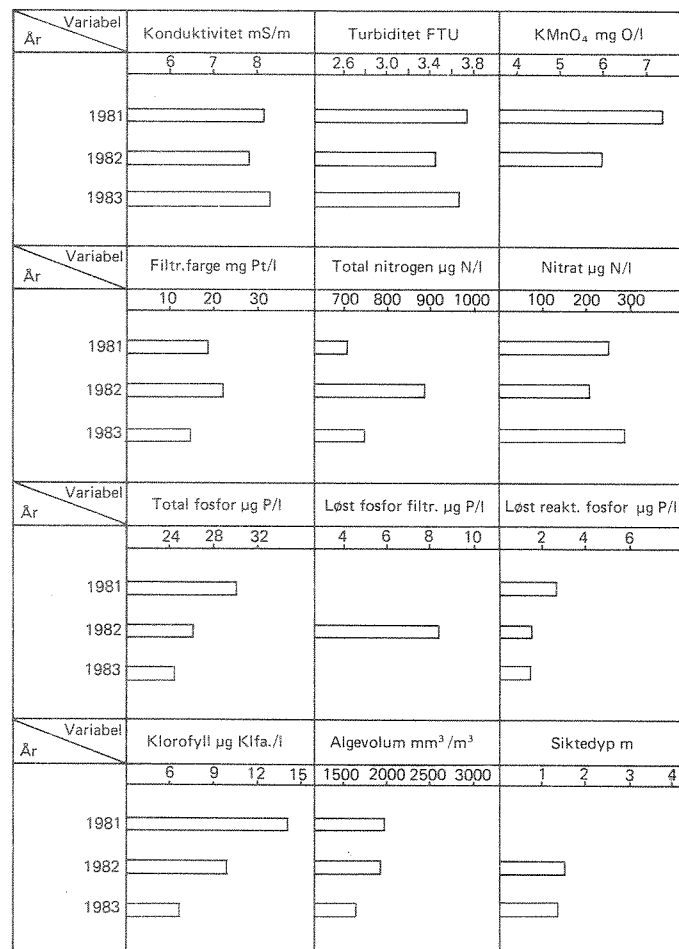 Variabel
År
Konduktivitet mS/m Turbiditet FTU KMnO₄ mg O/l
6 7 8 2.6 3.0 3.4 3.8 4 5 6 7
1981
1982
1983
Variabel
År
Filtr.farge mg Pt/l Total nitrogen µg N/l Nitrat µg N/l
10 20 30 700 800 900 1000 100 200 300
1981
1982
1983
Variabel
År
Total fosfor µg P/l Løst fosfor filtr. µg P/l Løst reakt. fosfor µg P/l
24 28 32 4 6 8 10 2 4 6
1981
1982
1983
Variabel
År
Klorofyll µg Klfa./l Algevolum mm³/m³ Siktedyp m
6 9 12 15 1500 2000 2500 3000 1 2 3 4
1981
1982
1983